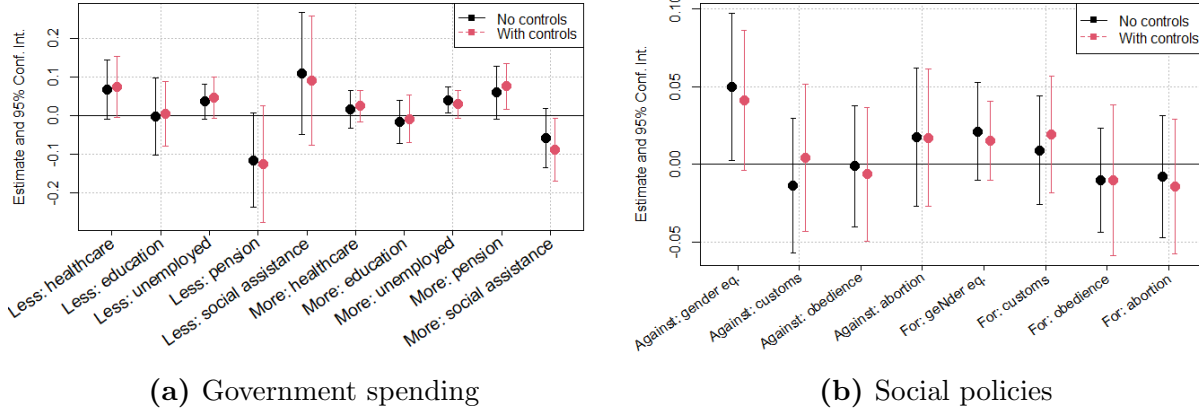 No controls
With controls
Estimate and 95% Conf. Int.
0.2
0.1
0.0
-0.1
-0.2
Less: healthcare
Less: education
Less: unemployed
Less: pension
Less: social assistance
More: healthcare
More: education
More: unemployed
More: pension
More: social assistance
(a) Government spending
No controls
With controls
Estimate and 95% Conf. Int.
0.10
0.05
0.00
-0.05
Against: gender eq.
Against: customs
Against: obedience
Against: abortion
For: geNder eq.
For: customs
For: obedience
For: abortion
(b) Social policies